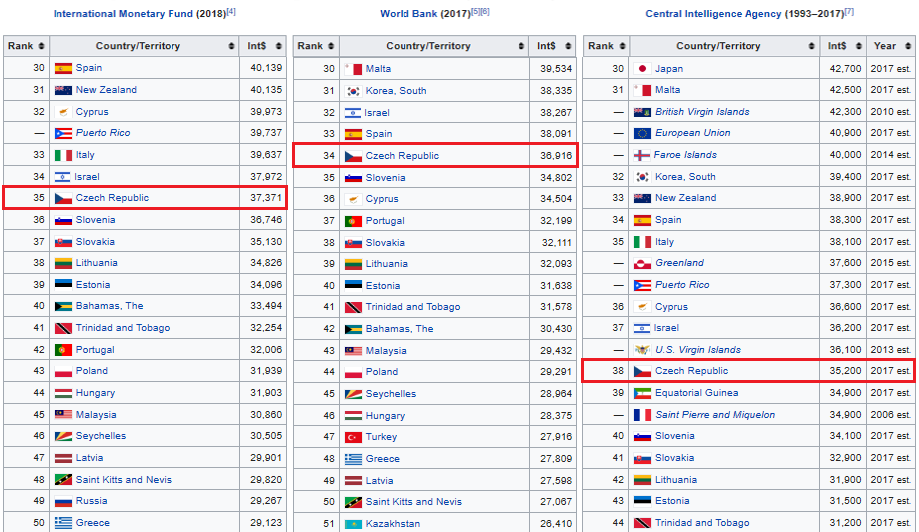 International Monetary Fund (2018)[4]
Rank Country/Territory Int$
30 Spain 40,139
31 New Zealand 40,135
32 Cyprus 39,973
— Puerto Rico 39,737
33 Italy 39,637
34 Israel 37,972
35 Czech Republic 37,371
36 Slovenia 36,746
37 Slovakia 35,130
38 Lithuania 34,826
39 Estonia 34,096
40 Bahamas, The 33,494
41 Trinidad and Tobago 32,254
42 Portugal 32,006
43 Poland 31,939
44 Hungary 31,903
45 Malaysia 30,860
46 Seychelles 30,505
47 Latvia 29,901
48 Saint Kitts and Nevis 29,820
49 Russia 29,267
50 Greece 29,123
World Bank (2017)[5][6]
Rank Country/Territory Int$
30 Malta 39,534
31 Korea, South 38,335
32 Israel 38,267
33 Spain 38,091
34 Czech Republic 36,916
35 Slovenia 34,802
36 Cyprus 34,504
37 Portugal 32,199
38 Slovakia 32,111
39 Lithuania 32,093
40 Estonia 31,638
41 Trinidad and Tobago 31,578
42 Bahamas, The 30,430
43 Malaysia 29,432
44 Poland 29,291
45 Seychelles 28,964
46 Hungary 28,375
47 Turkey 27,916
48 Greece 27,809
49 Latvia 27,598
50 Saint Kitts and Nevis 27,067
51 Kazakhstan 26,410
Central Intelligence Agency (1993–2017)[7]
Rank Country/Territory Int$ Year
30 Japan 42,700 2017 est.
31 Malta 42,500 2017 est.
— British Virgin Islands 42,300 2010 est.
— European Union 40,900 2017 est.
— Faroe Islands 40,000 2014 est.
32 Korea, South 39,400 2017 est.
33 New Zealand 38,900 2017 est.
34 Spain 38,300 2017 est.
35 Italy 38,100 2017 est.
— Greenland 37,600 2015 est.
— Puerto Rico 37,300 2017 est.
36 Cyprus 36,600 2017 est.
37 Israel 36,200 2017 est.
— U.S. Virgin Islands 36,100 2013 est.
38 Czech Republic 35,200 2017 est.
39 Equatorial Guinea 34,900 2017 est.
— Saint Pierre and Miquelon 34,900 2006 est.
40 Slovenia 34,100 2017 est.
41 Slovakia 32,900 2017 est.
42 Lithuania 31,900 2017 est.
43 Estonia 31,500 2017 est.
44 Trinidad and Tobago 31,200 2017 est.